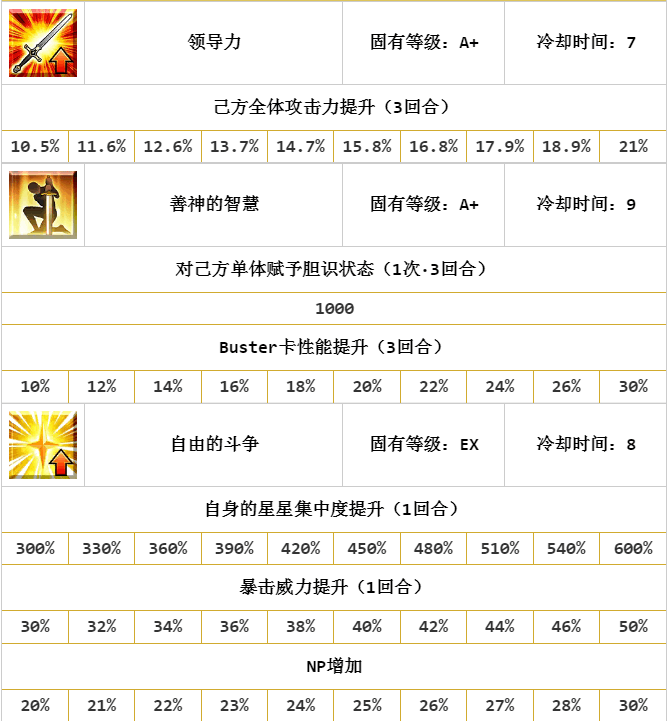 领导力 固有等级：A+ 冷却时间：7
己方全体攻击力提升（3回合）
10.5% 11.6% 12.6% 13.7% 14.7% 15.8% 16.8% 17.9% 18.9% 21%
善神的智慧 固有等级：A+ 冷却时间：9
对己方单体赋予胆识状态（1次·3回合）
1000
Buster卡性能提升（3回合）
10% 12% 14% 16% 18% 20% 22% 24% 26% 30%
自由的斗争 固有等级：EX 冷却时间：8
自身的星星集中度提升（1回合）
300% 330% 360% 390% 420% 450% 480% 510% 540% 600%
暴击威力提升（1回合）
30% 32% 34% 36% 38% 40% 42% 44% 46% 50%
NP增加
20% 21% 22% 23% 24% 25% 26% 27% 28% 30%